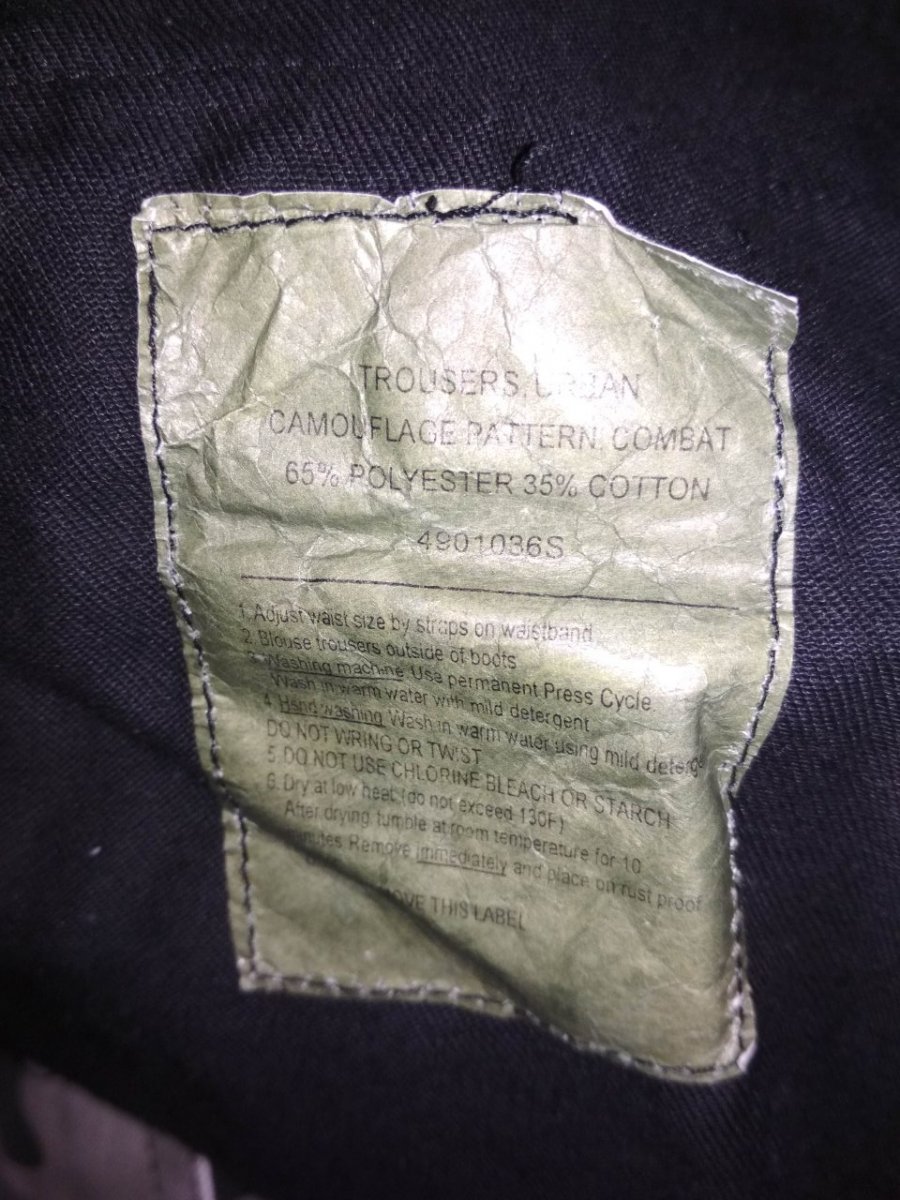 TROUSERS, URBAN
CAMOUFLAGE PATTERN, COMBAT
65% POLYESTER 35% COTTON
4901036S
1. Adjust waist size by straps on waistband
2. Blouse trousers outside of boots
3. Washing machine Use permanent Press Cycle
Wash in warm water with mild detergent
4. Hand washing Wash in warm water using mild
DO NOT WRING OR TWIST
5. DO NOT USE CHLORINE BLEACH OR STARCH
6. Dry at low heat (do not exceed 130F)
After drying tumble at room temperature for 10
Remove immediately and place on rust proof
THIS LABEL